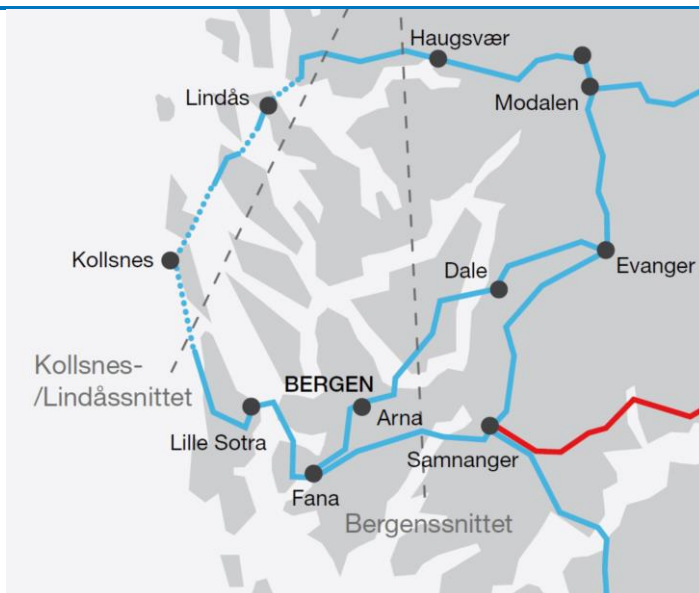 Haugsvær
Lindås
Modalen
Kollsnes
Dale
Evanger
Kollsnes-
/Lindåssnittet
BERGEN
Arna
Lille Sotra
Samnanger
Fana
Bergenssnittet